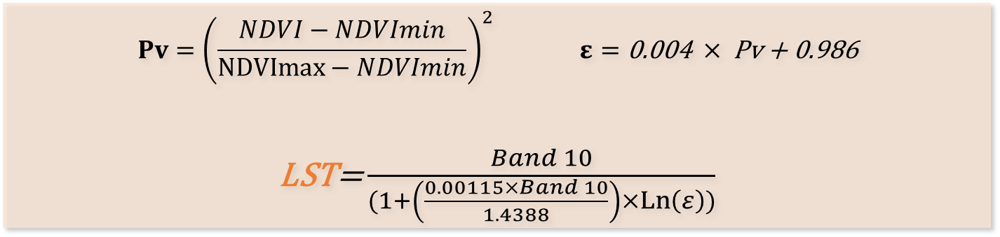 Pv = (NDVI − NDVImin / NDVImax − NDVImin)² ε = 0.004 × Pv + 0.986
LST= Band 10 / (1+(0.00115×Band 10 / 1.4388)×Ln(ε))